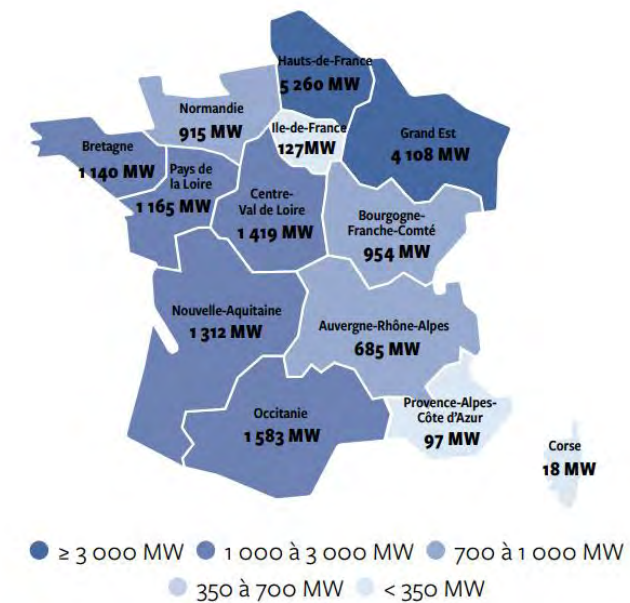 Hauts-de-France
5 260 MW
Normandie
915 MW
Ile-de-France
127MW
Grand Est
4 108 MW
Bretagne
1 140 MW
Pays de
la Loire
1 165 MW
Centre-
Val de Loire
1 419 MW
Bourgogne-
Franche-Comté
954 MW
Nouvelle-Aquitaine
1 312 MW
Auvergne-Rhône-Alpes
685 MW
Occitanie
1 583 MW
Provence-Alpes-
Côte d'Azur
97 MW
Corse
18 MW
≥ 3 000 MW
1 000 à 3 000 MW
700 à 1 000 MW
350 à 700 MW
< 350 MW